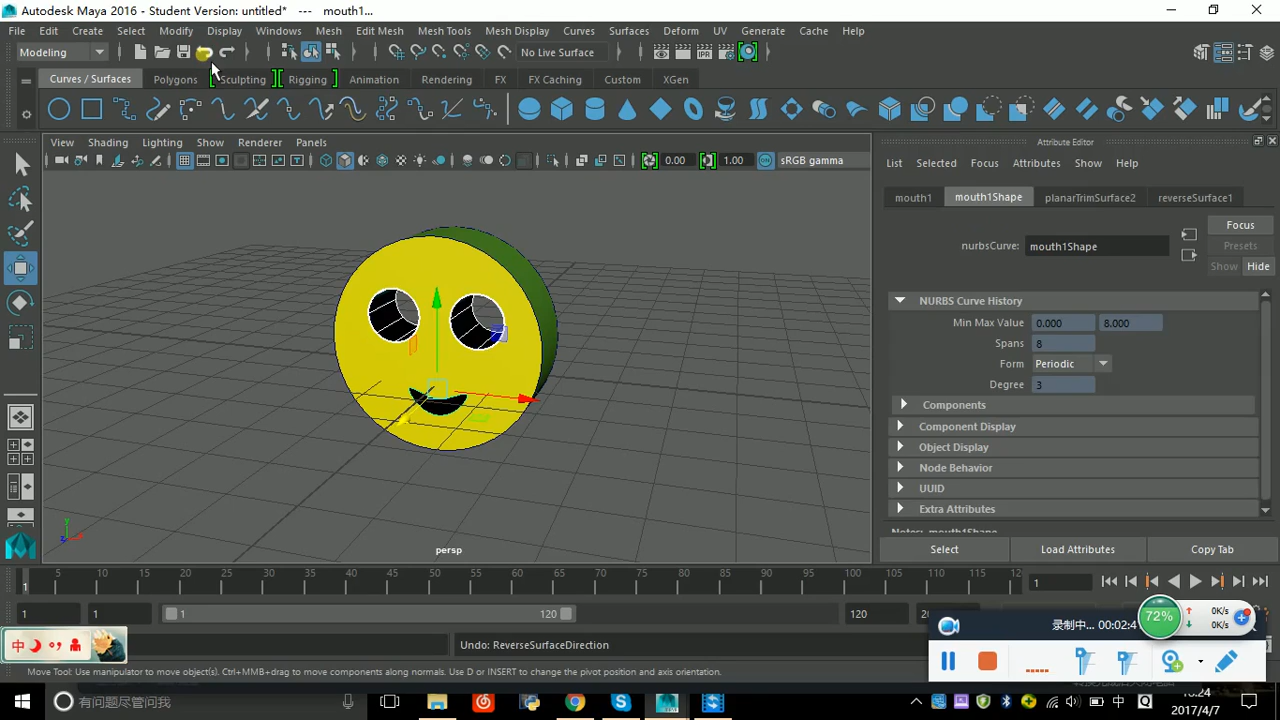 Autodesk Maya 2016 - Student Version: untitled*   ---   mouth1...
File Edit Create Select Modify Display Windows Mesh Edit Mesh Mesh Tools Mesh Display Curves Surfaces Deform UV Generate Cache Help
Modeling No Live Surface
Curves / Surfaces Polygons Sculpting Rigging Animation Rendering FX FX Caching Custom XGen
View Shading Lighting Show Renderer Panels
0.00 1.00 sRGB gamma
persp
Attribute Editor
List Selected Focus Attributes Show Help
mouth1 mouth1Shape planarTrimSurface2 reverseSurface1
Focus
nurbsCurve: mouth1Shape
Presets
Show Hide
NURBS Curve History
Min Max Value 0.000 8.000
Spans 8
Form Periodic
Degree 3
Components
Component Display
Object Display
Node Behavior
UUID
Extra Attributes
Notes: mouth1Shape
Select Load Attributes Copy Tab
1 5 10 15 20 25 30 35 40 45 50 55 60 65 70 75 80 85 90 95 100 105 110 115 12 1
1 1 1 120 120
72% 0K/s
0K/s
录制中... 00:02:4
中
Undo: ReverseSurfaceDirection
Move Tool: Use manipulator to move object(s). Ctrl+MMB+drag to move components along normals. Use D or INSERT to change the pivot position and axis orientation.
有问题尽管问我
中
16:24
2017/4/7